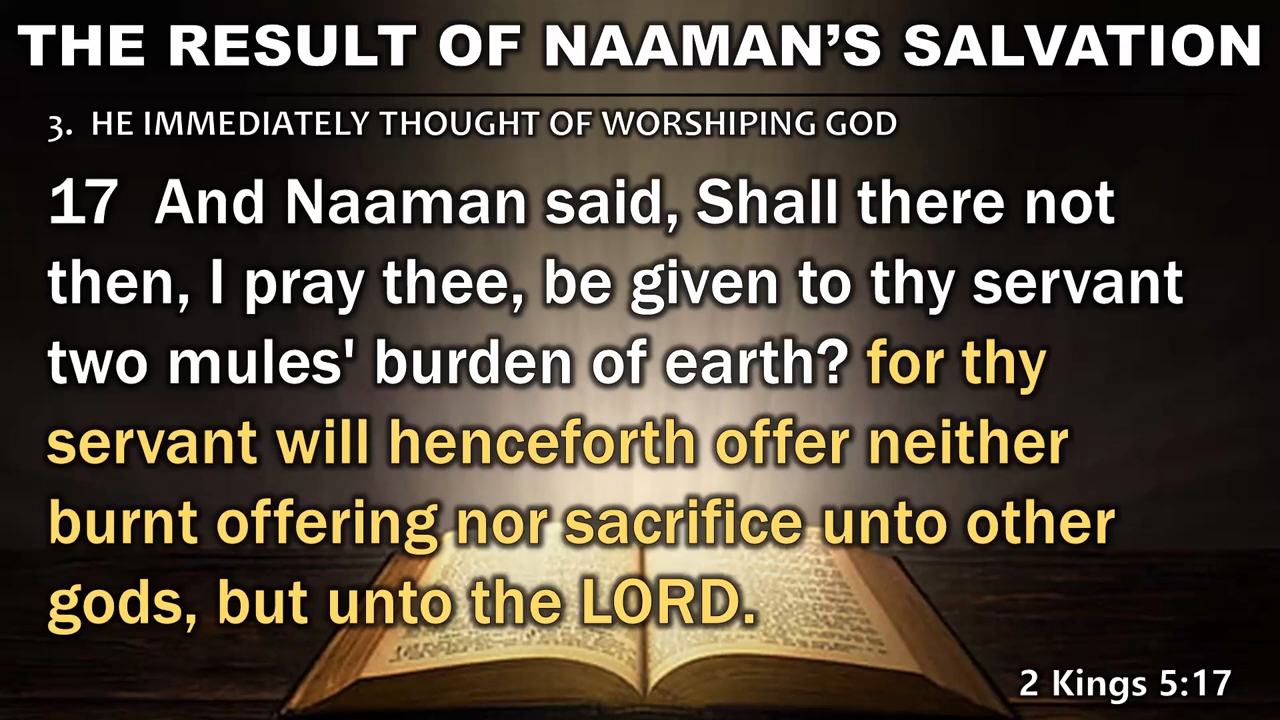 THE RESULT OF NAAMAN’S SALVATION
3. HE IMMEDIATELY THOUGHT OF WORSHIPING GOD
17 And Naaman said, Shall there not
then, I pray thee, be given to thy servant
two mules' burden of earth? for thy
servant will henceforth offer neither
burnt offering nor sacrifice unto other
gods, but unto the LORD.
2 Kings 5:17